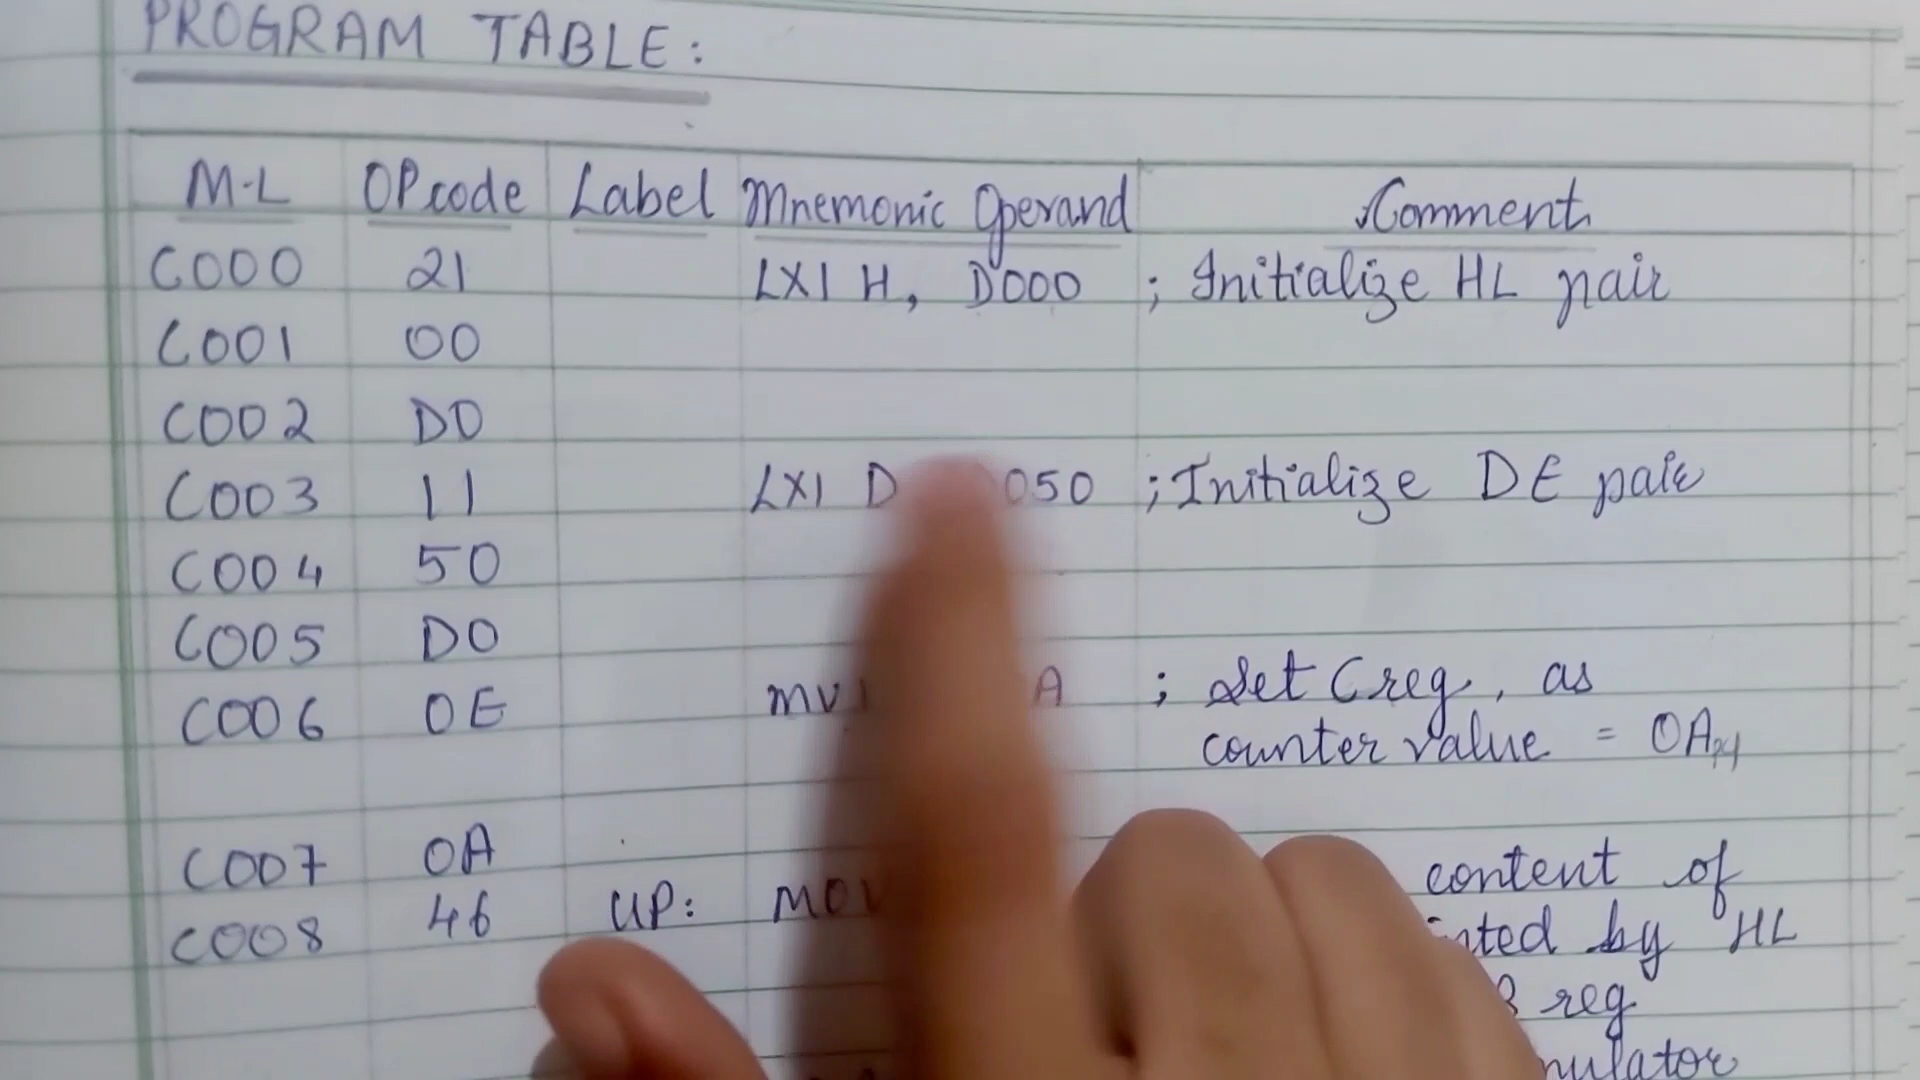 PROGRAM TABLE:
M-L OPcode Label Mnemonic Operand Comment
C000 21 LXI H, D000 ; Initialize HL pair
C001 00
C002 D0
C003 11 LXI D 050 ; Initialize DE pair
C004 50
C005 D0
C006 0E MVI A ; Set C reg, as
counter value = 0AH
C007 0A content of
C008 46 UP: MOV by HL
B reg